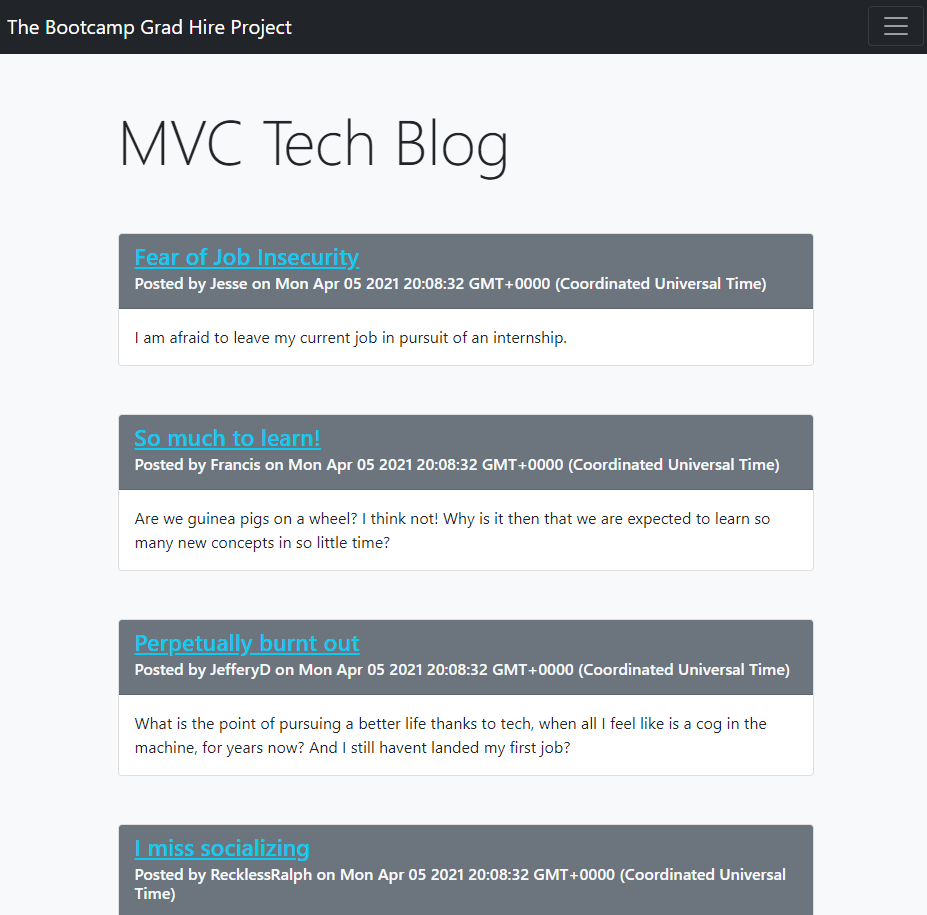 The Bootcamp Grad Hire Project
MVC Tech Blog
Fear of Job Insecurity
Posted by Jesse on Mon Apr 05 2021 20:08:32 GMT+0000 (Coordinated Universal Time)
I am afraid to leave my current job in pursuit of an internship.
So much to learn!
Posted by Francis on Mon Apr 05 2021 20:08:32 GMT+0000 (Coordinated Universal Time)
Are we guinea pigs on a wheel? I think not! Why is it then that we are expected to learn so
many new concepts in so little time?
Perpetually burnt out
Posted by JefferyD on Mon Apr 05 2021 20:08:32 GMT+0000 (Coordinated Universal Time)
What is the point of pursuing a better life thanks to tech, when all I feel like is a cog in the
machine, for years now? And I still havent landed my first job?
I miss socializing
Posted by RecklessRalph on Mon Apr 05 2021 20:08:32 GMT+0000 (Coordinated Universal
Time)